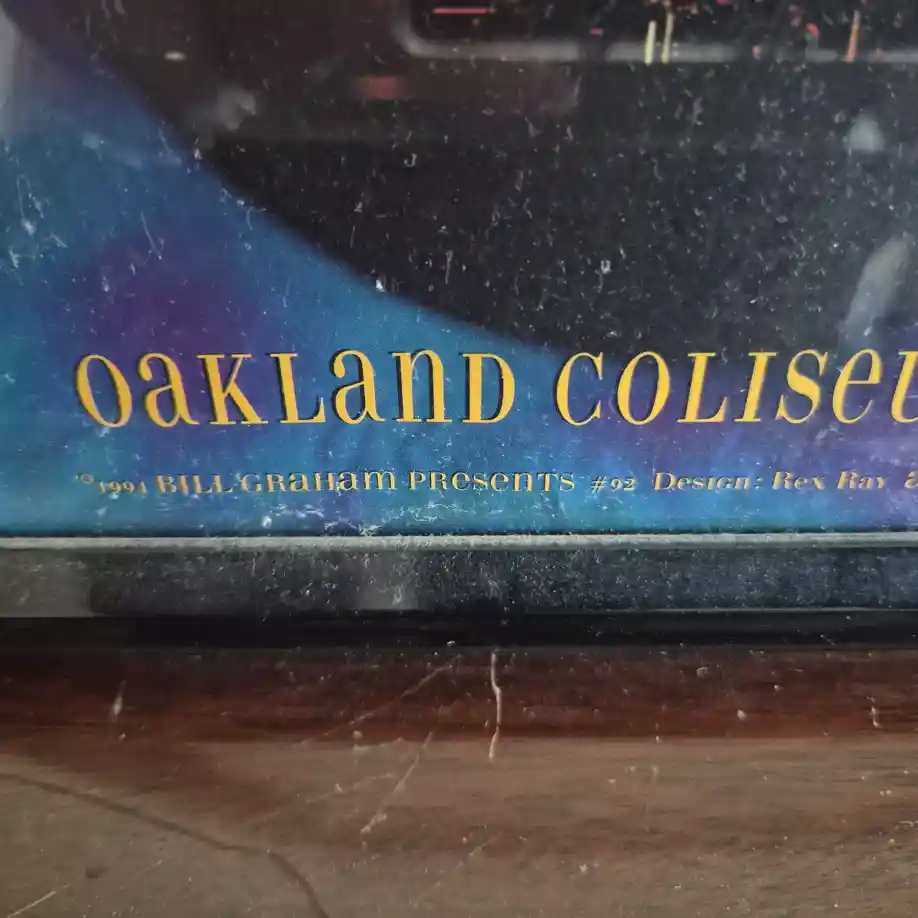 OaKLanD COLISeU
©1994 BILL GRaHam PResenTs #92 Design: Rex Ray a